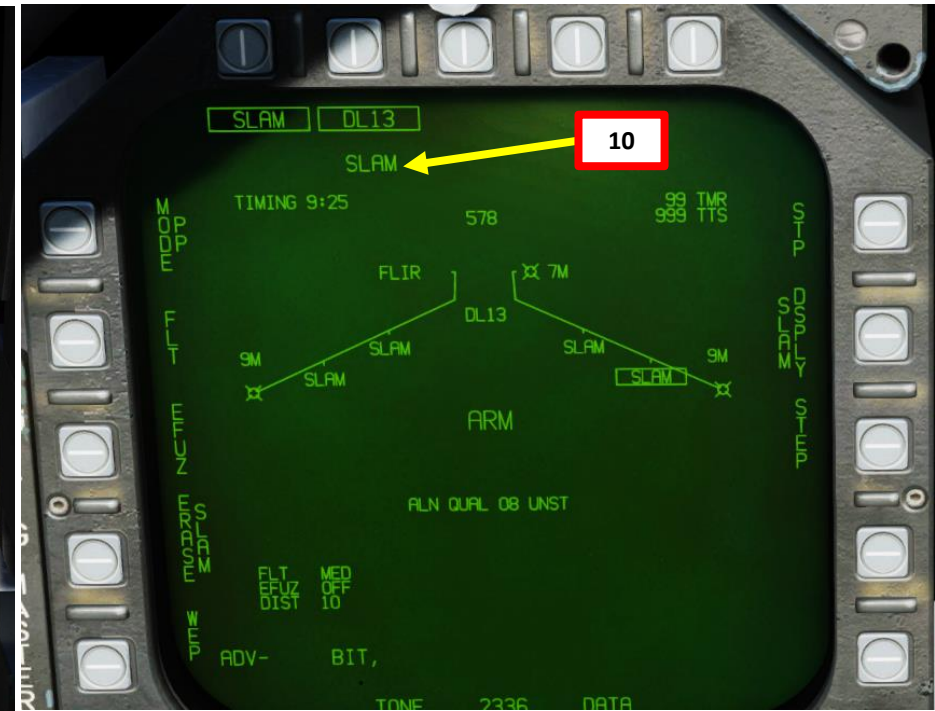 SLAM DL13
10
SLAM
TIMING 9:25
578
99 TMR
999 TTS
MODE
PP
STP
FLIR
7M
DL13
FLT
SLAM
DSPLY
9M
SLAM
SLAM
9M
SLAM
SLAM
EFUZ
ARM
STEP
ALN QUAL 08 UNST
ERASE
SLAM
FLT MED
EFUZ OFF
DIST 10
WEP
ADV- BIT,
TONE 2336 DATA